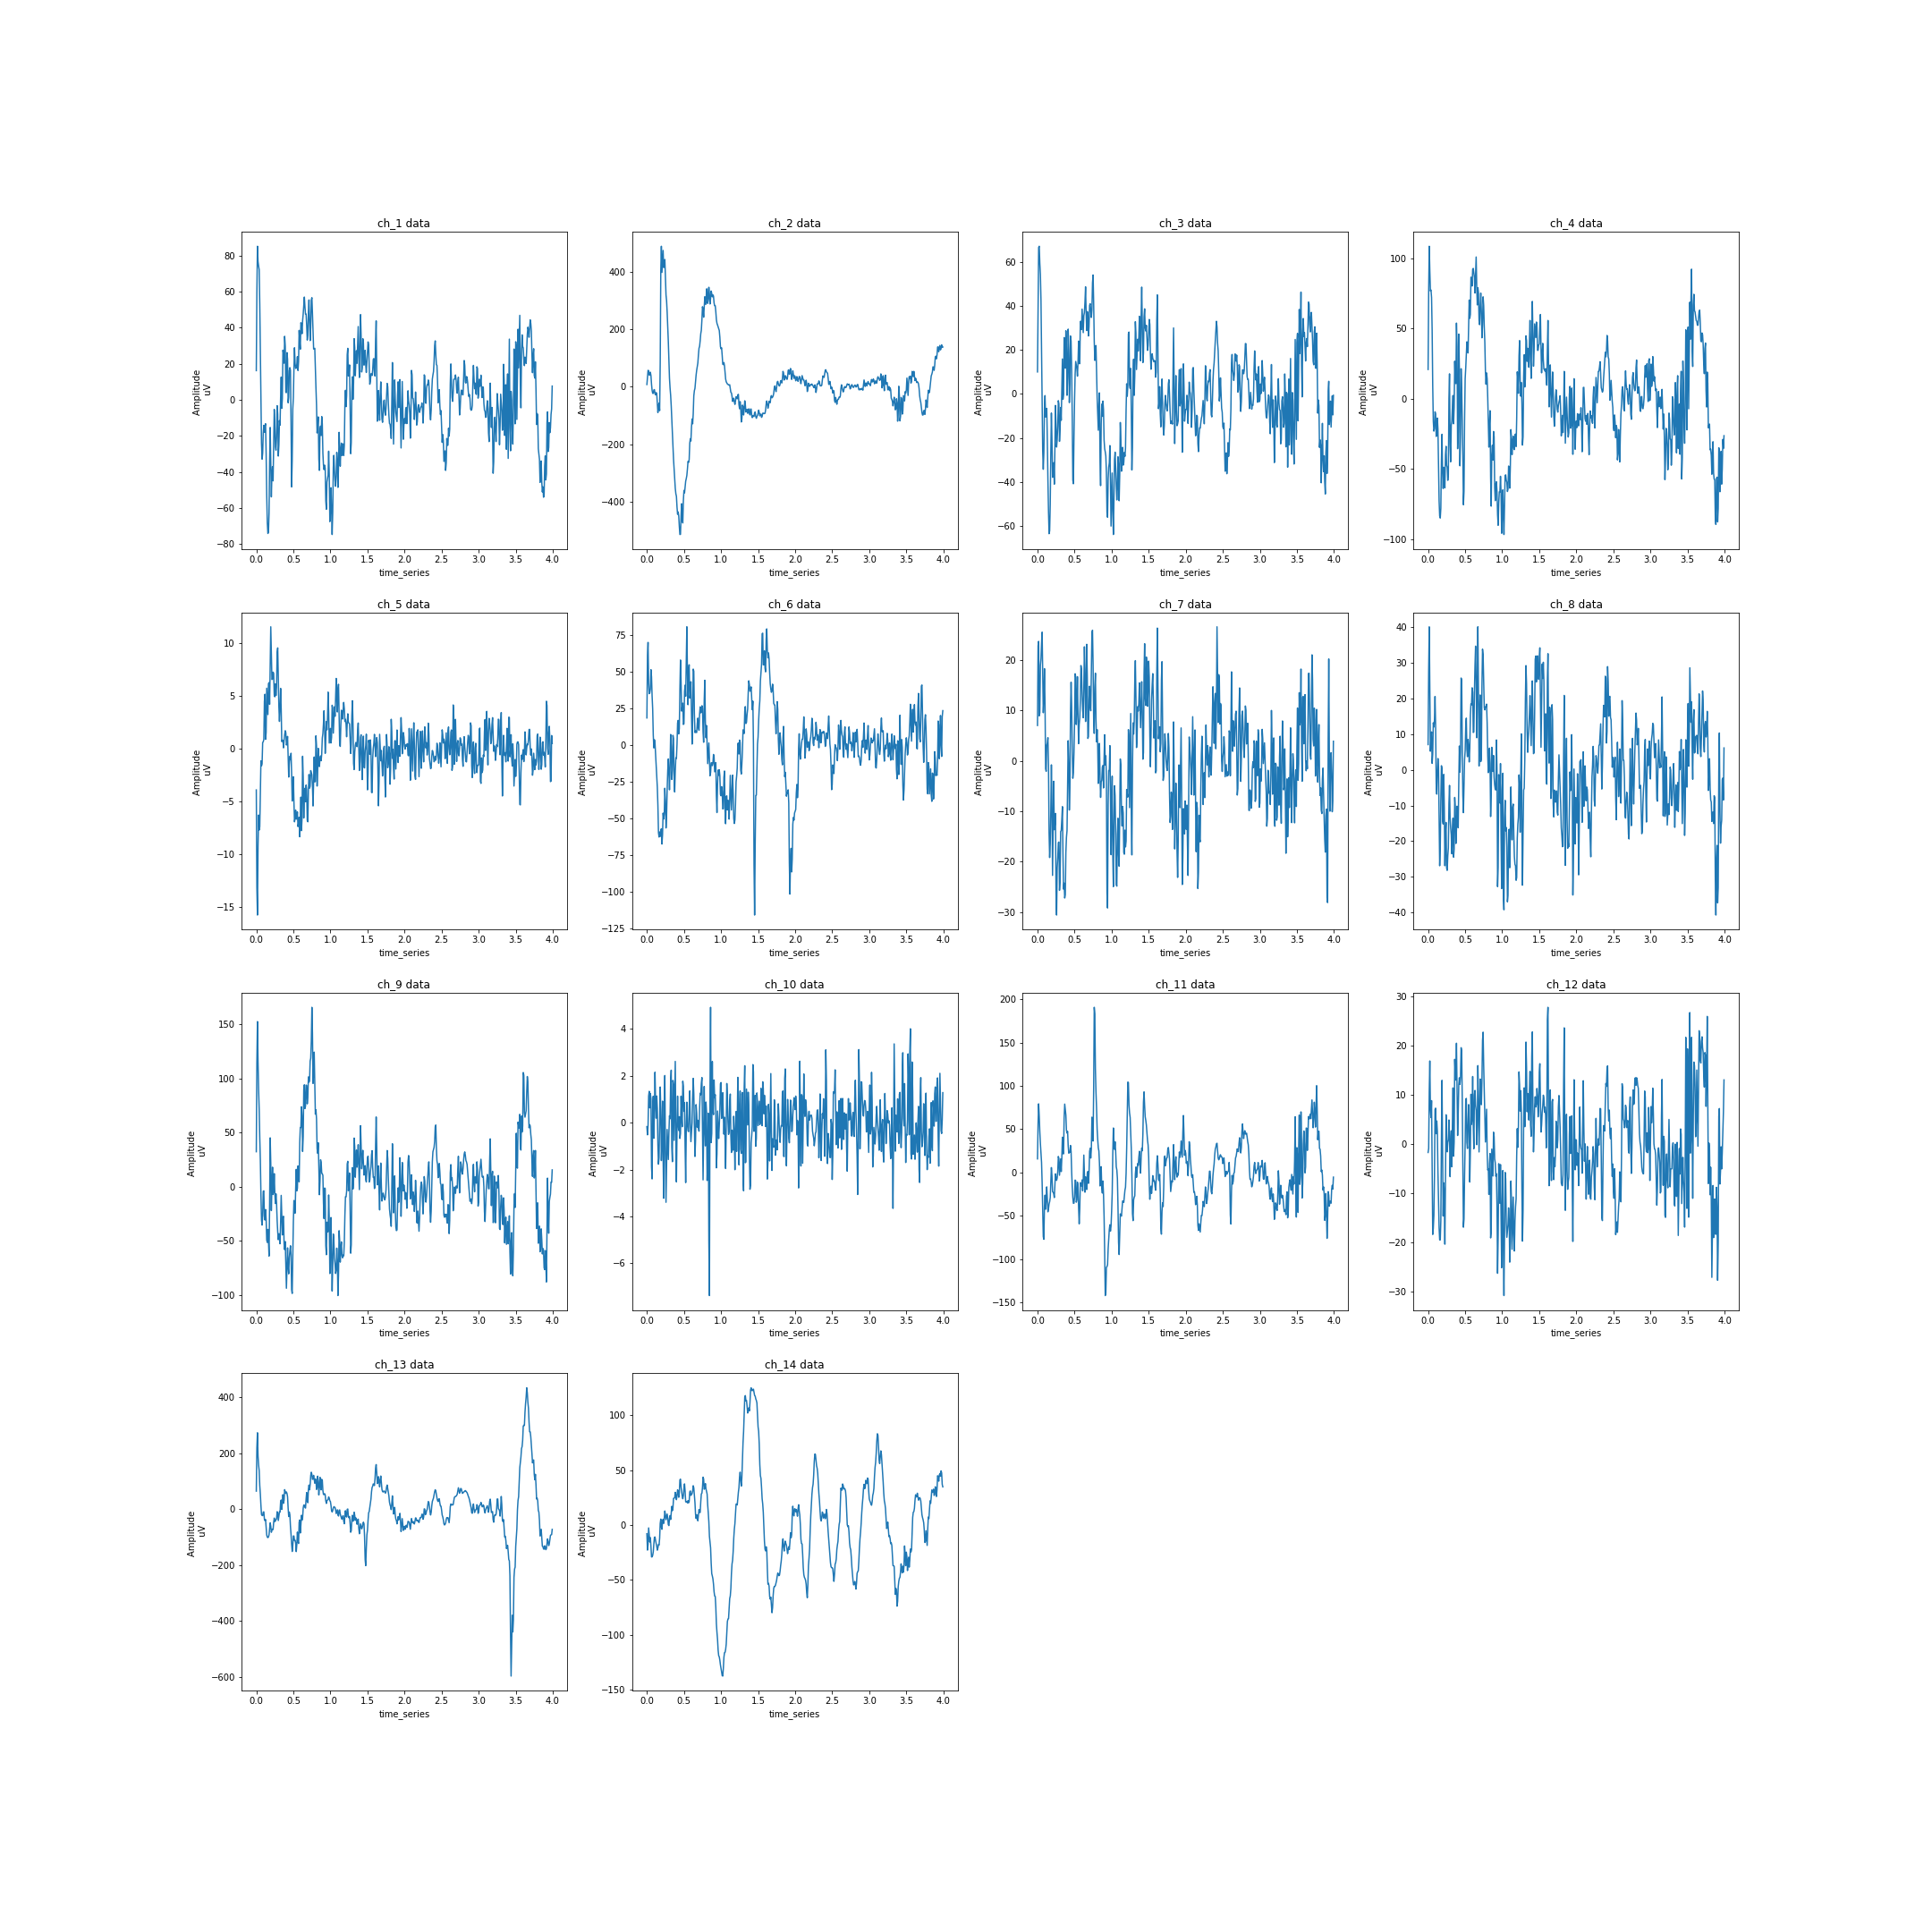 ch_1 data
80
60
40
20
0
−20
−40
−60
−80
Amplitude
uV
0.0 0.5 1.0 1.5 2.0 2.5 3.0 3.5 4.0
time_series
ch_2 data
400
200
0
−200
−400
Amplitude
uV
0.0 0.5 1.0 1.5 2.0 2.5 3.0 3.5 4.0
time_series
ch_3 data
60
40
20
0
−20
−40
−60
Amplitude
uV
0.0 0.5 1.0 1.5 2.0 2.5 3.0 3.5 4.0
time_series
ch_4 data
100
50
0
−50
−100
Amplitude
uV
0.0 0.5 1.0 1.5 2.0 2.5 3.0 3.5 4.0
time_series
ch_5 data
10
5
0
−5
−10
−15
Amplitude
uV
0.0 0.5 1.0 1.5 2.0 2.5 3.0 3.5 4.0
time_series
ch_6 data
75
50
25
0
−25
−50
−75
−100
−125
Amplitude
uV
0.0 0.5 1.0 1.5 2.0 2.5 3.0 3.5 4.0
time_series
ch_7 data
20
10
0
−10
−20
−30
Amplitude
uV
0.0 0.5 1.0 1.5 2.0 2.5 3.0 3.5 4.0
time_series
ch_8 data
40
30
20
10
0
−10
−20
−30
−40
Amplitude
uV
0.0 0.5 1.0 1.5 2.0 2.5 3.0 3.5 4.0
time_series
ch_9 data
150
100
50
0
−50
−100
Amplitude
uV
0.0 0.5 1.0 1.5 2.0 2.5 3.0 3.5 4.0
time_series
ch_10 data
4
2
0
−2
−4
−6
Amplitude
uV
0.0 0.5 1.0 1.5 2.0 2.5 3.0 3.5 4.0
time_series
ch_11 data
200
150
100
50
0
−50
−100
−150
Amplitude
uV
0.0 0.5 1.0 1.5 2.0 2.5 3.0 3.5 4.0
time_series
ch_12 data
30
20
10
0
−10
−20
−30
Amplitude
uV
0.0 0.5 1.0 1.5 2.0 2.5 3.0 3.5 4.0
time_series
ch_13 data
400
200
0
−200
−400
−600
Amplitude
uV
0.0 0.5 1.0 1.5 2.0 2.5 3.0 3.5 4.0
time_series
ch_14 data
100
50
0
−50
−100
−150
Amplitude
uV
0.0 0.5 1.0 1.5 2.0 2.5 3.0 3.5 4.0
time_series